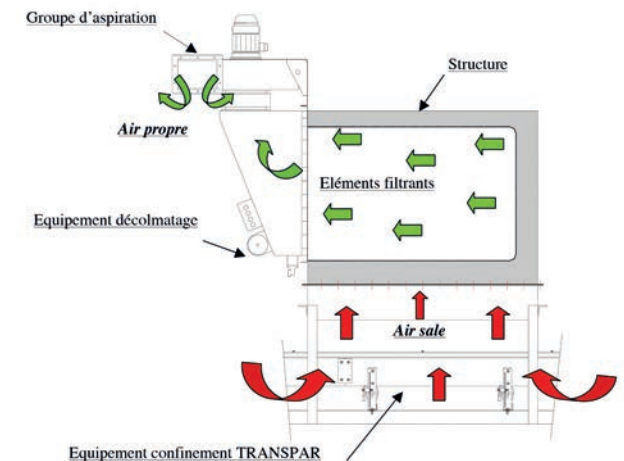 Groupe d'aspiration
Structure
Air propre
Eléments filtrants
Equipement décolmatage
Air sale
Equipement confinement TRANSPAR